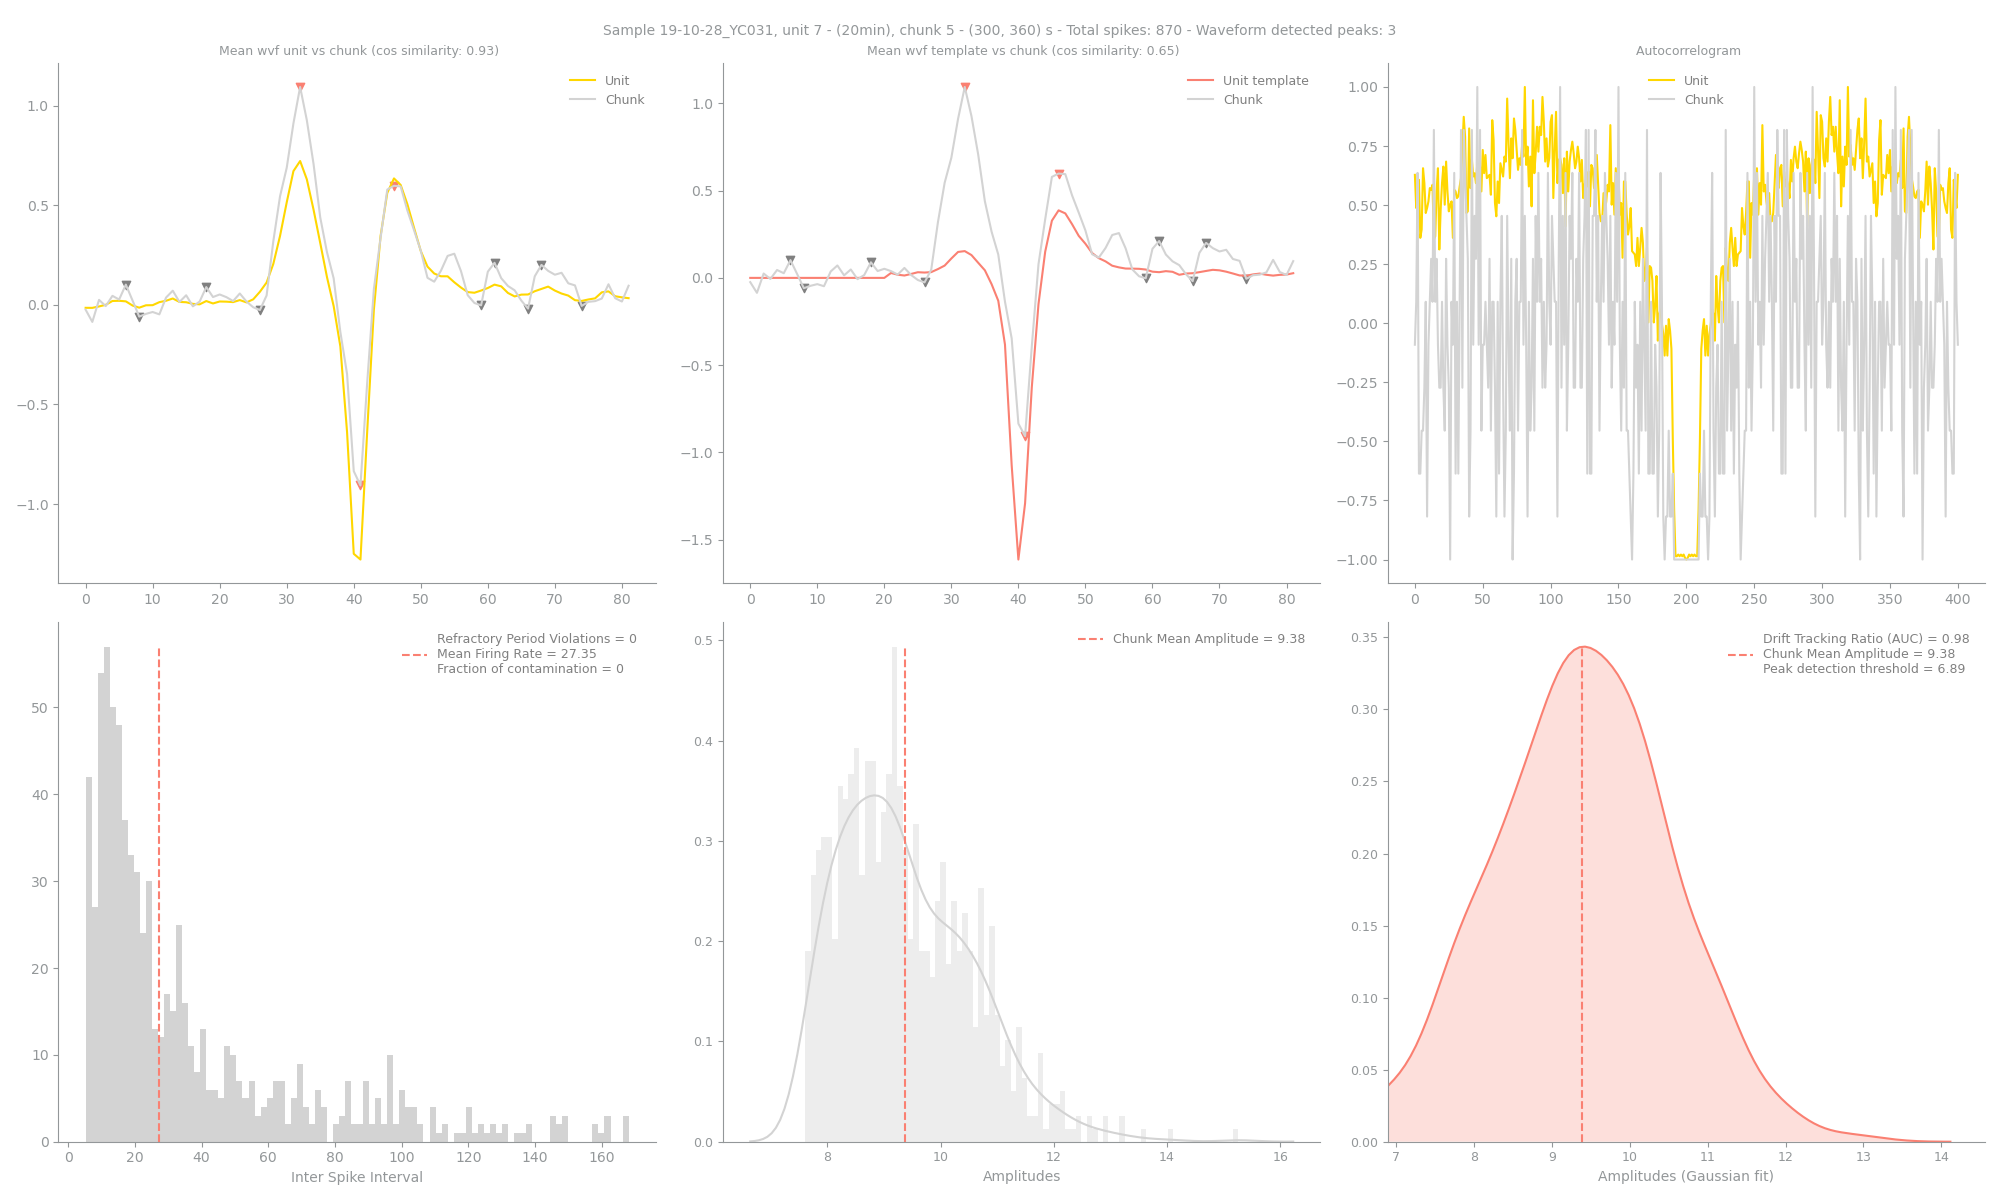 Sample 19-10-28_YC031, unit 7 - (20min), chunk 5 - (300, 360) s - Total spikes: 870 - Waveform detected peaks: 3
Mean wvf unit vs chunk (cos similarity: 0.93)
Unit
Chunk
1.0
0.5
0.0
−0.5
−1.0
0 10 20 30 40 50 60 70 80
Mean wvf template vs chunk (cos similarity: 0.65)
Unit template
Chunk
1.0
0.5
0.0
−0.5
−1.0
−1.5
0 10 20 30 40 50 60 70 80
Autocorrelogram
Unit
Chunk
1.00
0.75
0.50
0.25
0.00
−0.25
−0.50
−0.75
−1.00
0 50 100 150 200 250 300 350 400
Refractory Period Violations = 0
Mean Firing Rate = 27.35
Fraction of contamination = 0
50
40
30
20
10
0
0 20 40 60 80 100 120 140 160
Inter Spike Interval
Chunk Mean Amplitude = 9.38
0.5
0.4
0.3
0.2
0.1
0.0
8 10 12 14 16
Amplitudes
Drift Tracking Ratio (AUC) = 0.98
Chunk Mean Amplitude = 9.38
Peak detection threshold = 6.89
0.35
0.30
0.25
0.20
0.15
0.10
0.05
0.00
7 8 9 10 11 12 13 14
Amplitudes (Gaussian fit)